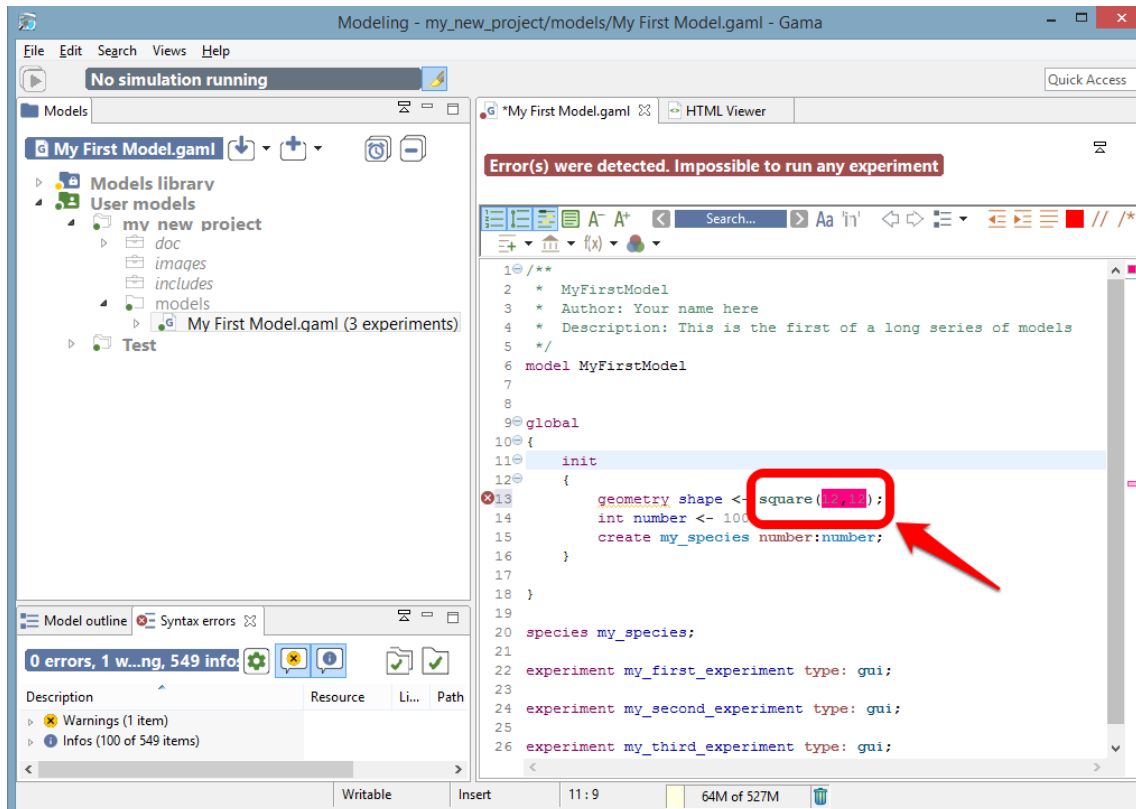 Modeling - my_new_project/models/My First Model.gaml - Gama
File Edit Search Views Help
No simulation running
Quick Access
Models
My First Model.gaml
Models library
User models
my_new_project
doc
images
includes
models
My First Model.gaml (3 experiments)
Test
*My First Model.gaml
HTML Viewer
Error(s) were detected. Impossible to run any experiment
A- A+ Search... Aa 'in' // /*
f(x)
1 /**
2 * MyFirstModel
3 * Author: Your name here
4 * Description: This is the first of a long series of models
5 */
6 model MyFirstModel
7
8
9 global
10 {
11 init
12 {
13 geometry shape <- square(12,12);
14 int number <- 100
15 create my_species number:number;
16 }
17
18 }
19
20 species my_species;
21
22 experiment my_first_experiment type: gui;
23
24 experiment my_second_experiment type: gui;
25
26 experiment my_third_experiment type: gui;
Model outline Syntax errors
0 errors, 1 w...ng, 549 info
Description Resource Li... Path
Warnings (1 item)
Infos (100 of 549 items)
Writable Insert 11 : 9 64M of 527M